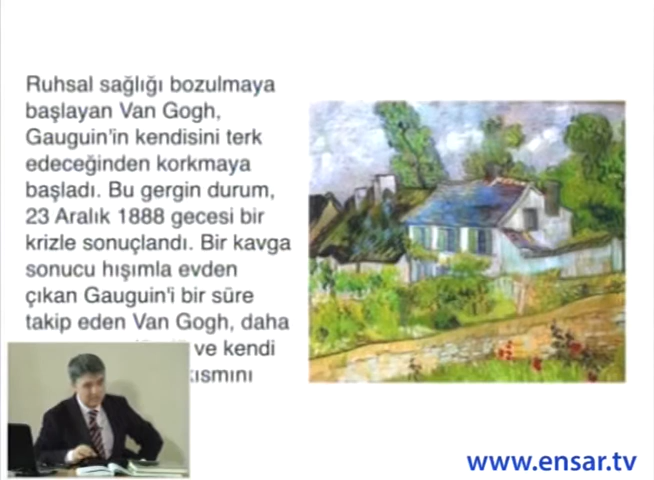 Ruhsal sağlığı bozulmaya
başlayan Van Gogh,
Gauguin'in kendisini terk
edeceğinden korkmaya
başladı. Bu gergin durum,
23 Aralık 1888 gecesi bir
krizle sonuçlandı. Bir kavga
sonucu hışımla evden
çıkan Gauguin'i bir süre
takip eden Van Gogh, daha
ve kendi
kısmını
www.ensar.tv